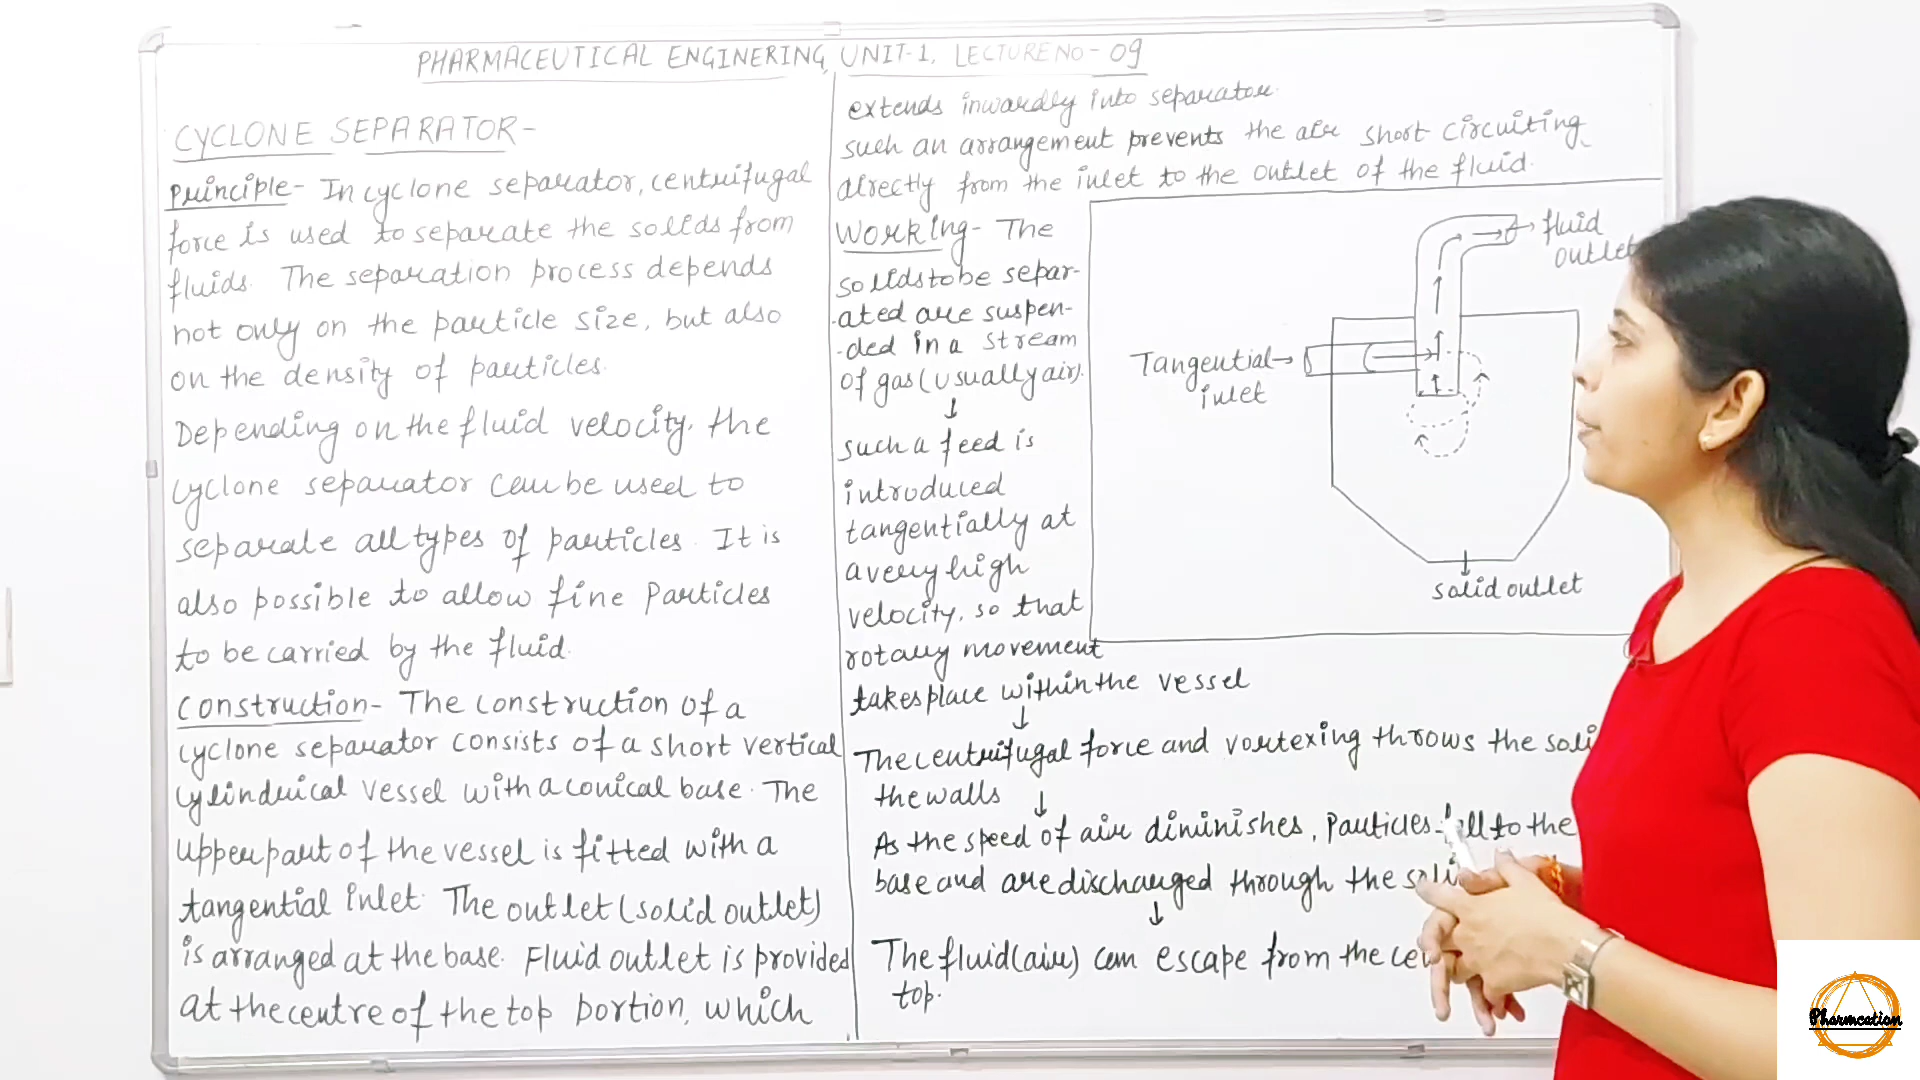 PHARMACEUTICAL ENGINERING, UNIT-1, LECTURE NO - 09
CYCLONE SEPARATOR-
Principle- In cyclone separator, centrifugal
force is used to separate the solids from
fluids. The separation process depends
not only on the particle size, but also
on the density of particles.
Depending on the fluid velocity, the
cyclone separator can be used to
separate all types of particles. It is
also possible to allow fine Particles
to be carried by the fluid.
Construction- The construction of a
cyclone separator consists of a short vertical
cylindrical vessel with a conical base. The
upper part of the vessel is fitted with a
tangential inlet. The outlet (solid outlet)
is arranged at the base. Fluid outlet is provided
at the centre of the top portion, which
extends inwardly into separator.
such an arrangement prevents the air short circuiting
directly from the inlet to the outlet of the fluid.
Working- The
solids to be separ-
-ated are suspen-
-ded in a stream
of gas (usually air).
↓
such a feed is
introduced
tangentially at
a very high
velocity, so that
rotary movement
takes place within the vessel
↓
The centrifugal force and vortexing throws the soli
the walls
↓
As the speed of air diminishes, Particles fall to the
base and are discharged through the soli
↓
The fluid (air) can escape from the
top.
fluid
outlet
Tangential →
inlet
solid outlet
Pharmcation